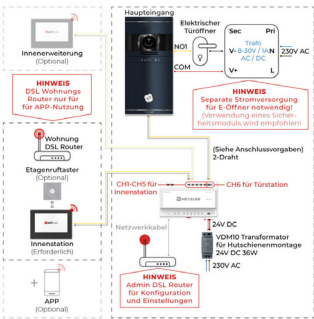 Haupteingang
Elektrischer
Türöffner
Sec
Pri
Trafo
V-
8-30V / 1A
N
AC / DC
230V AC
V+
L
NO1
COM
Innenerweiterung
(Optional)
HINWEIS
DSL Wohnungs
Router nur für
für APP-Nutzung
HINWEIS
Separate Stromversorgung
für E-Öffner notwendig!
(Verwendung eines Sicher-
heitsmoduls wird empfohlen!)
Wohnung
DSL Router
Etagenruftaster
(Optional)
(Siehe Anschlussvorgaben)
2-Draht
CH1-CH5 für
Innenstation
CH6 für Türstation
METZLER
Innenstation
(Erforderlich)
Netzwerkkabel
24V DC
VDM10 Transformator
für Hutschienenmontage
24V DC 36W
230V AC
HINWEIS
Admin DSL Router
für Konfiguration
und Einstellungen
+
APP
(Optional)